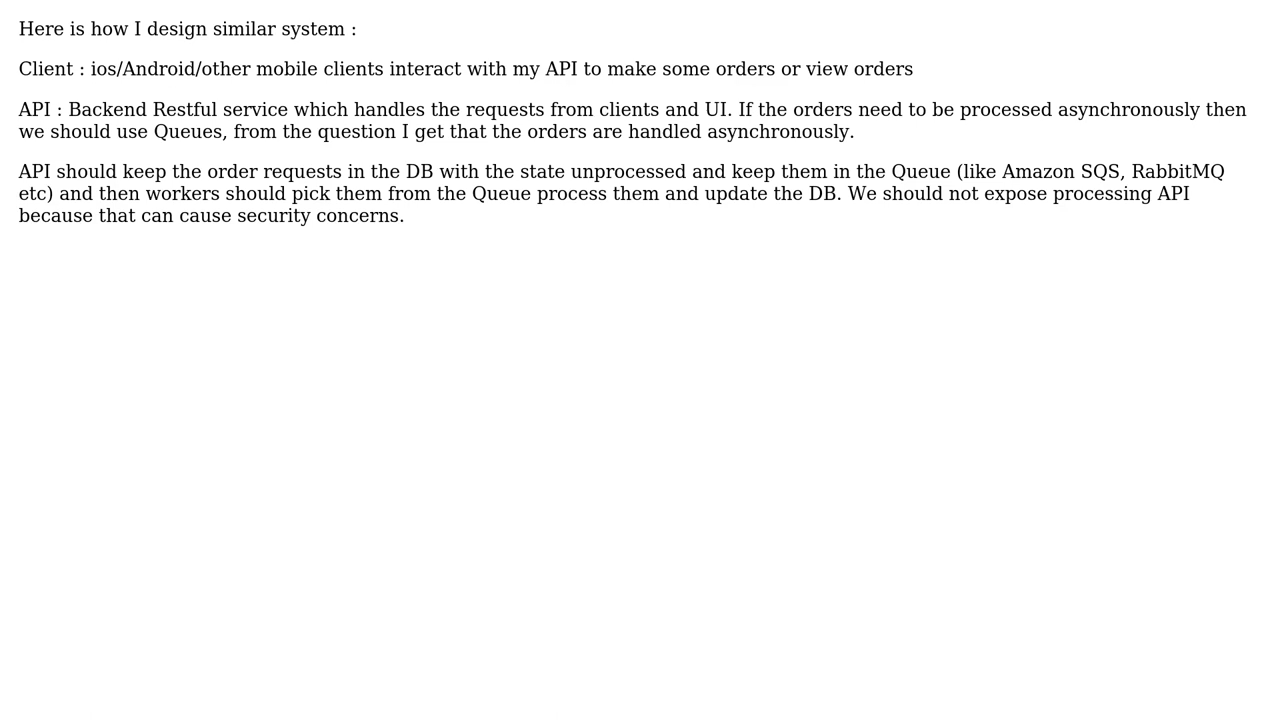 Here is how I design similar system :
Client : ios/Android/other mobile clients interact with my API to make some orders or view orders
API : Backend Restful service which handles the requests from clients and UI. If the orders need to be processed asynchronously then
we should use Queues, from the question I get that the orders are handled asynchronously.
API should keep the order requests in the DB with the state unprocessed and keep them in the Queue (like Amazon SQS, RabbitMQ
etc) and then workers should pick them from the Queue process them and update the DB. We should not expose processing API
because that can cause security concerns.